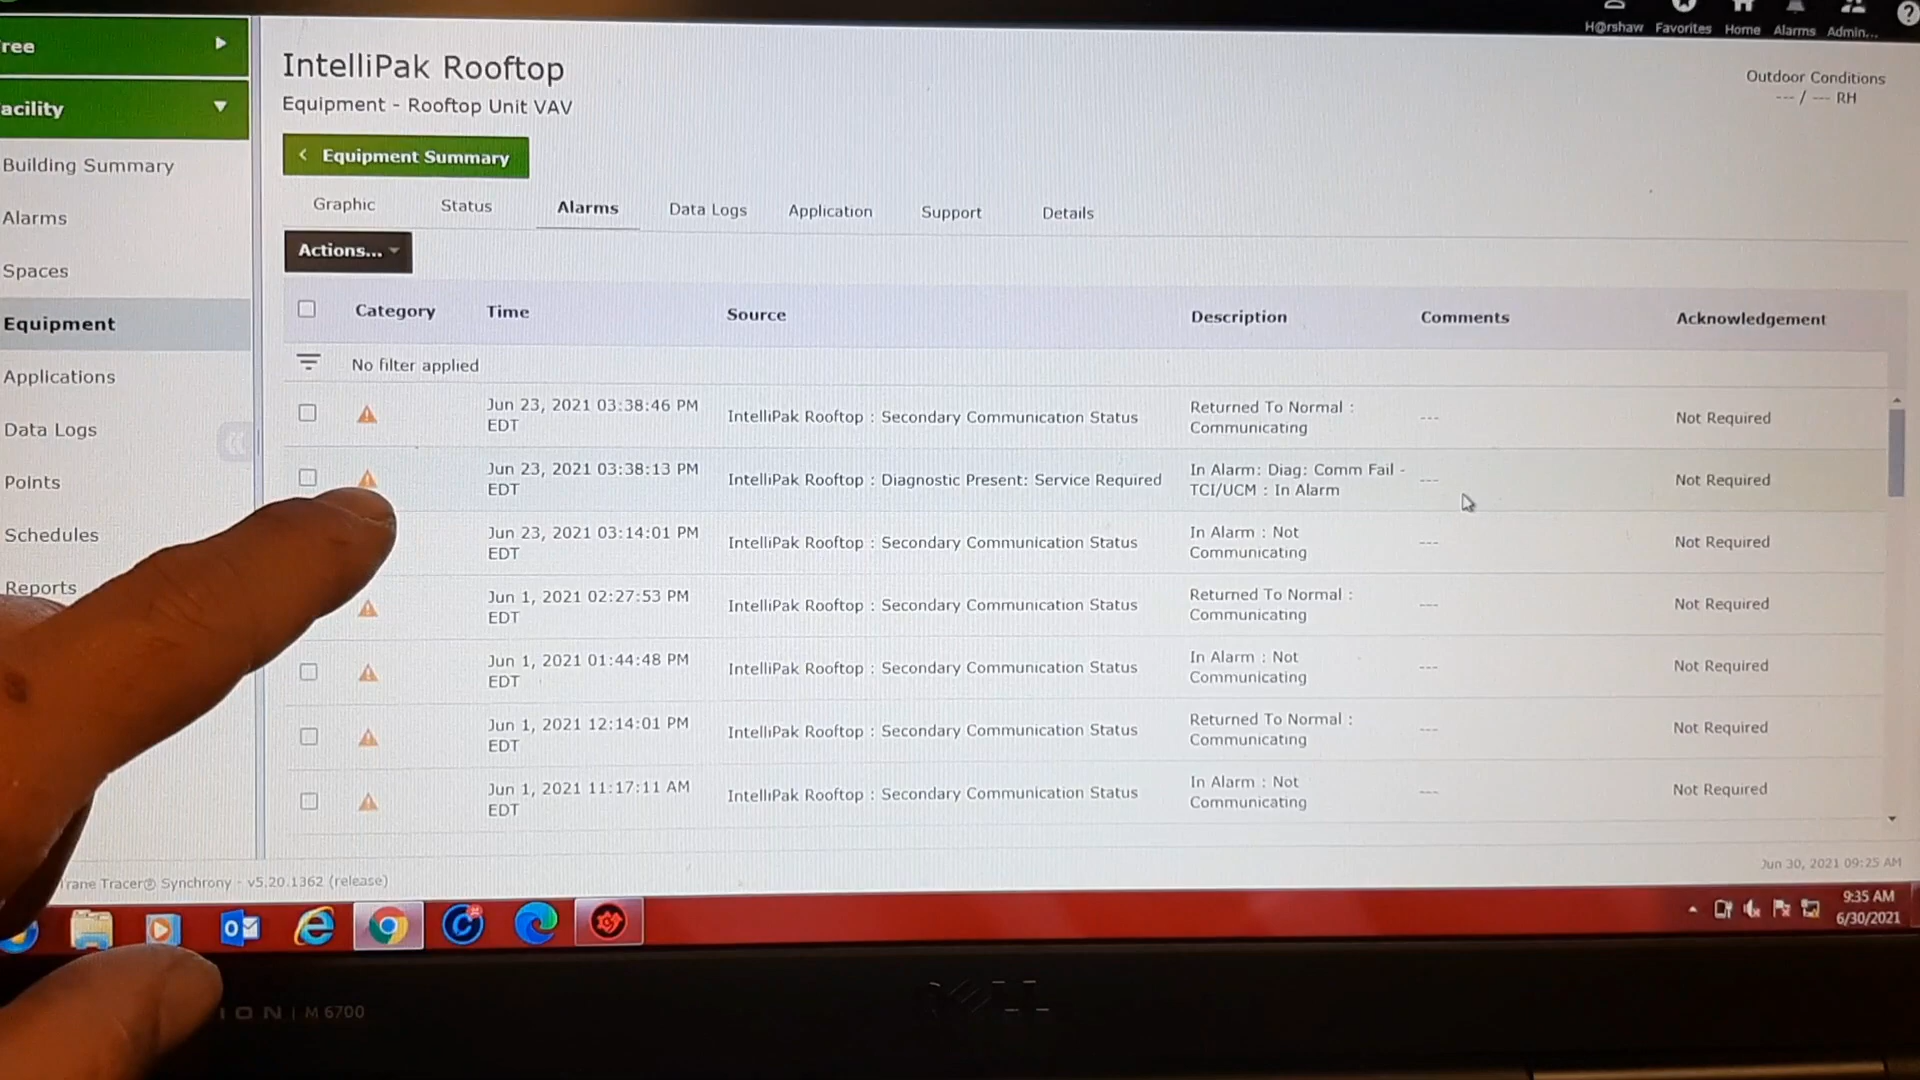 H@rshaw Favorites Home Alarms Admin...
ree
acility
Building Summary
Alarms
Spaces
Equipment
Applications
Data Logs
Points
Schedules
Reports
IntelliPak Rooftop
Equipment - Rooftop Unit VAV
Outdoor Conditions
--- / --- RH
Equipment Summary
Graphic Status Alarms Data Logs Application Support Details
Actions...
Category Time Source Description Comments Acknowledgement
No filter applied
Jun 23, 2021 03:38:46 PM
EDT
IntelliPak Rooftop : Secondary Communication Status
Returned To Normal :
Communicating
---
Not Required
Jun 23, 2021 03:38:13 PM
EDT
IntelliPak Rooftop : Diagnostic Present: Service Required
In Alarm: Diag: Comm Fail -
TCI/UCM : In Alarm
---
Not Required
Jun 23, 2021 03:14:01 PM
EDT
IntelliPak Rooftop : Secondary Communication Status
In Alarm : Not
Communicating
---
Not Required
Jun 1, 2021 02:27:53 PM
EDT
IntelliPak Rooftop : Secondary Communication Status
Returned To Normal :
Communicating
---
Not Required
Jun 1, 2021 01:44:48 PM
EDT
IntelliPak Rooftop : Secondary Communication Status
In Alarm : Not
Communicating
---
Not Required
Jun 1, 2021 12:14:01 PM
EDT
IntelliPak Rooftop : Secondary Communication Status
Returned To Normal :
Communicating
---
Not Required
Jun 1, 2021 11:17:11 AM
EDT
IntelliPak Rooftop : Secondary Communication Status
In Alarm : Not
Communicating
---
Not Required
Jun 30, 2021 09:25 AM
rane Tracer® Synchrony - v5.20.1362 (release)
9:35 AM
6/30/2021
ION | M 6700